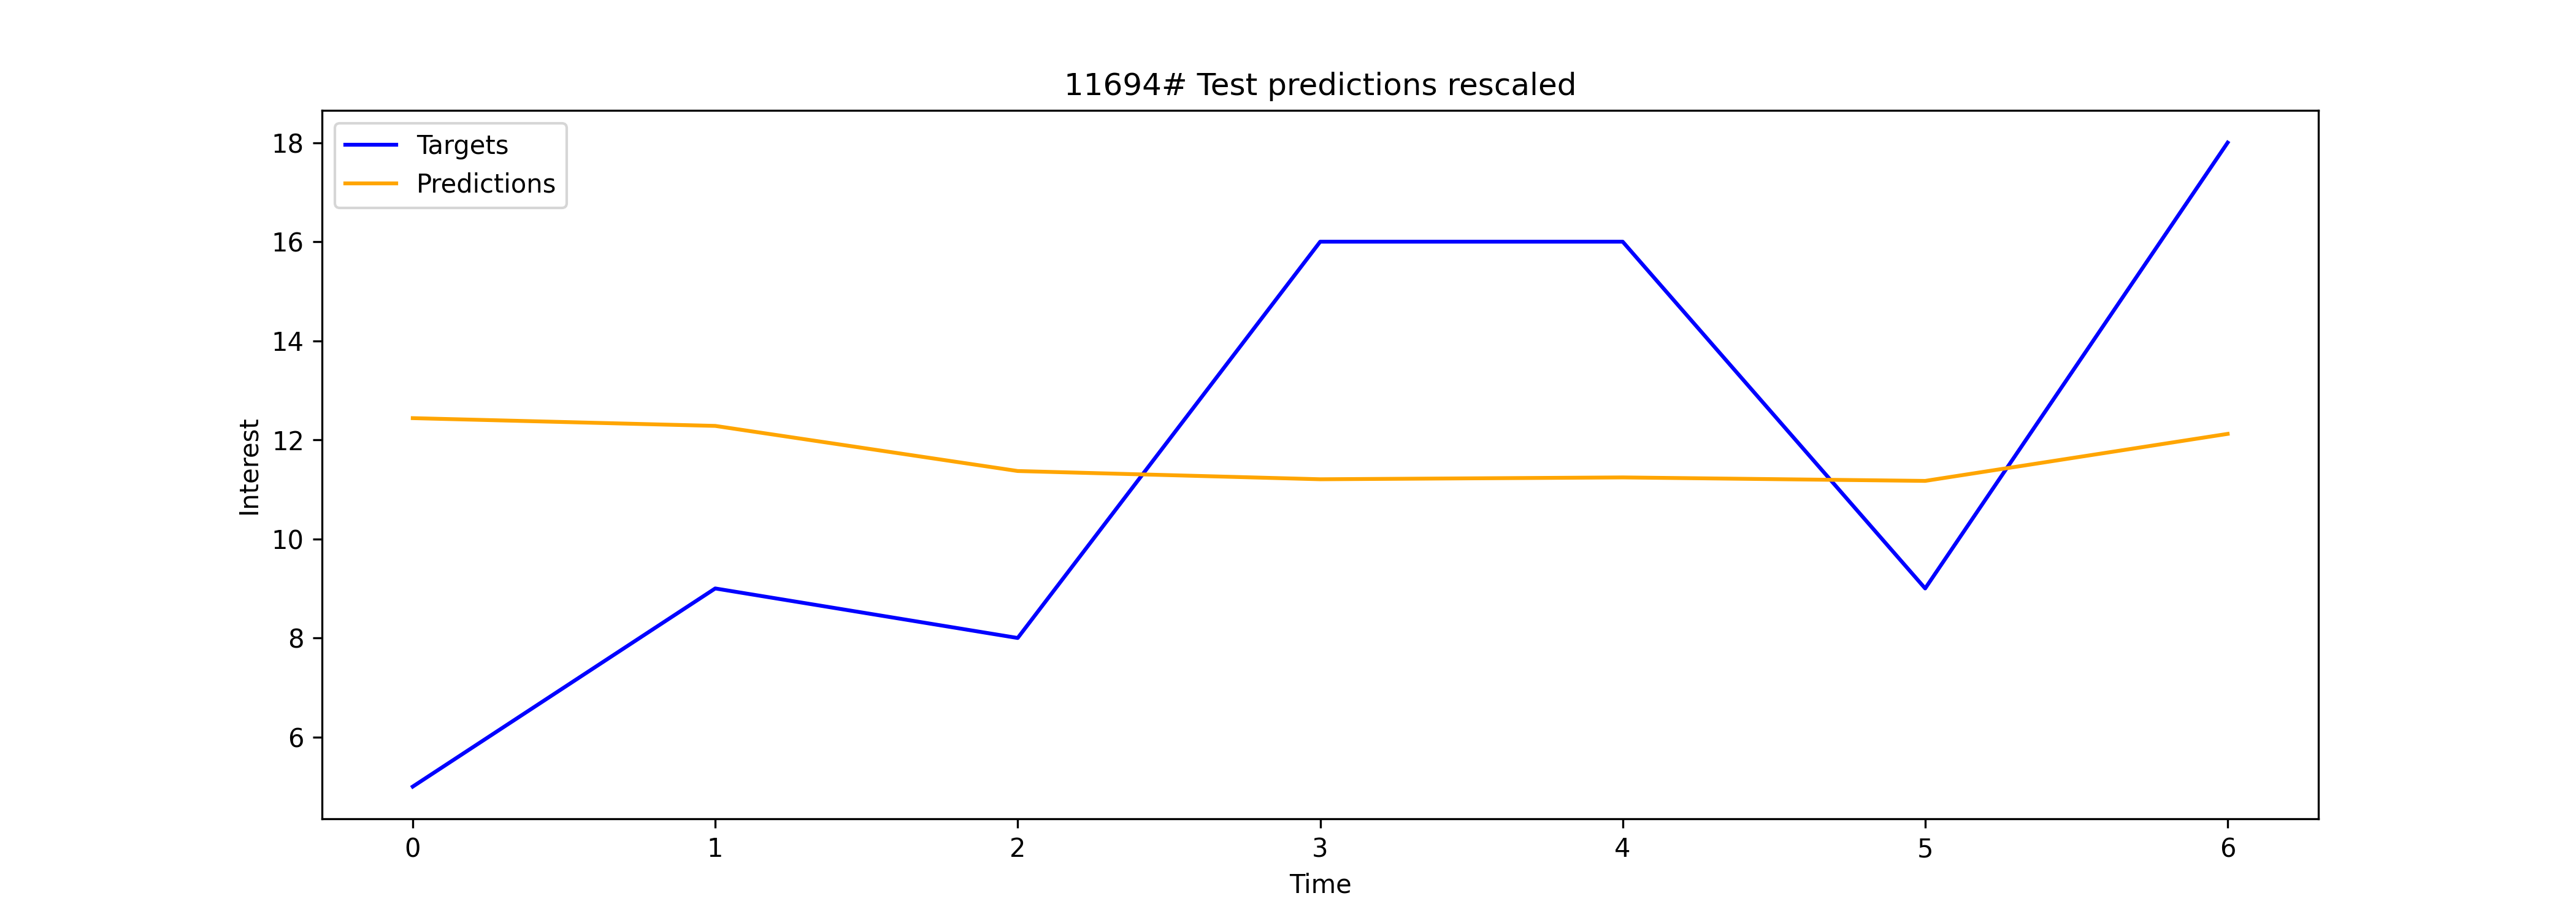 11694# Test predictions rescaled
Targets
Predictions
18
16
14
12
10
8
6
Interest
0 1 2 3 4 5 6
Time